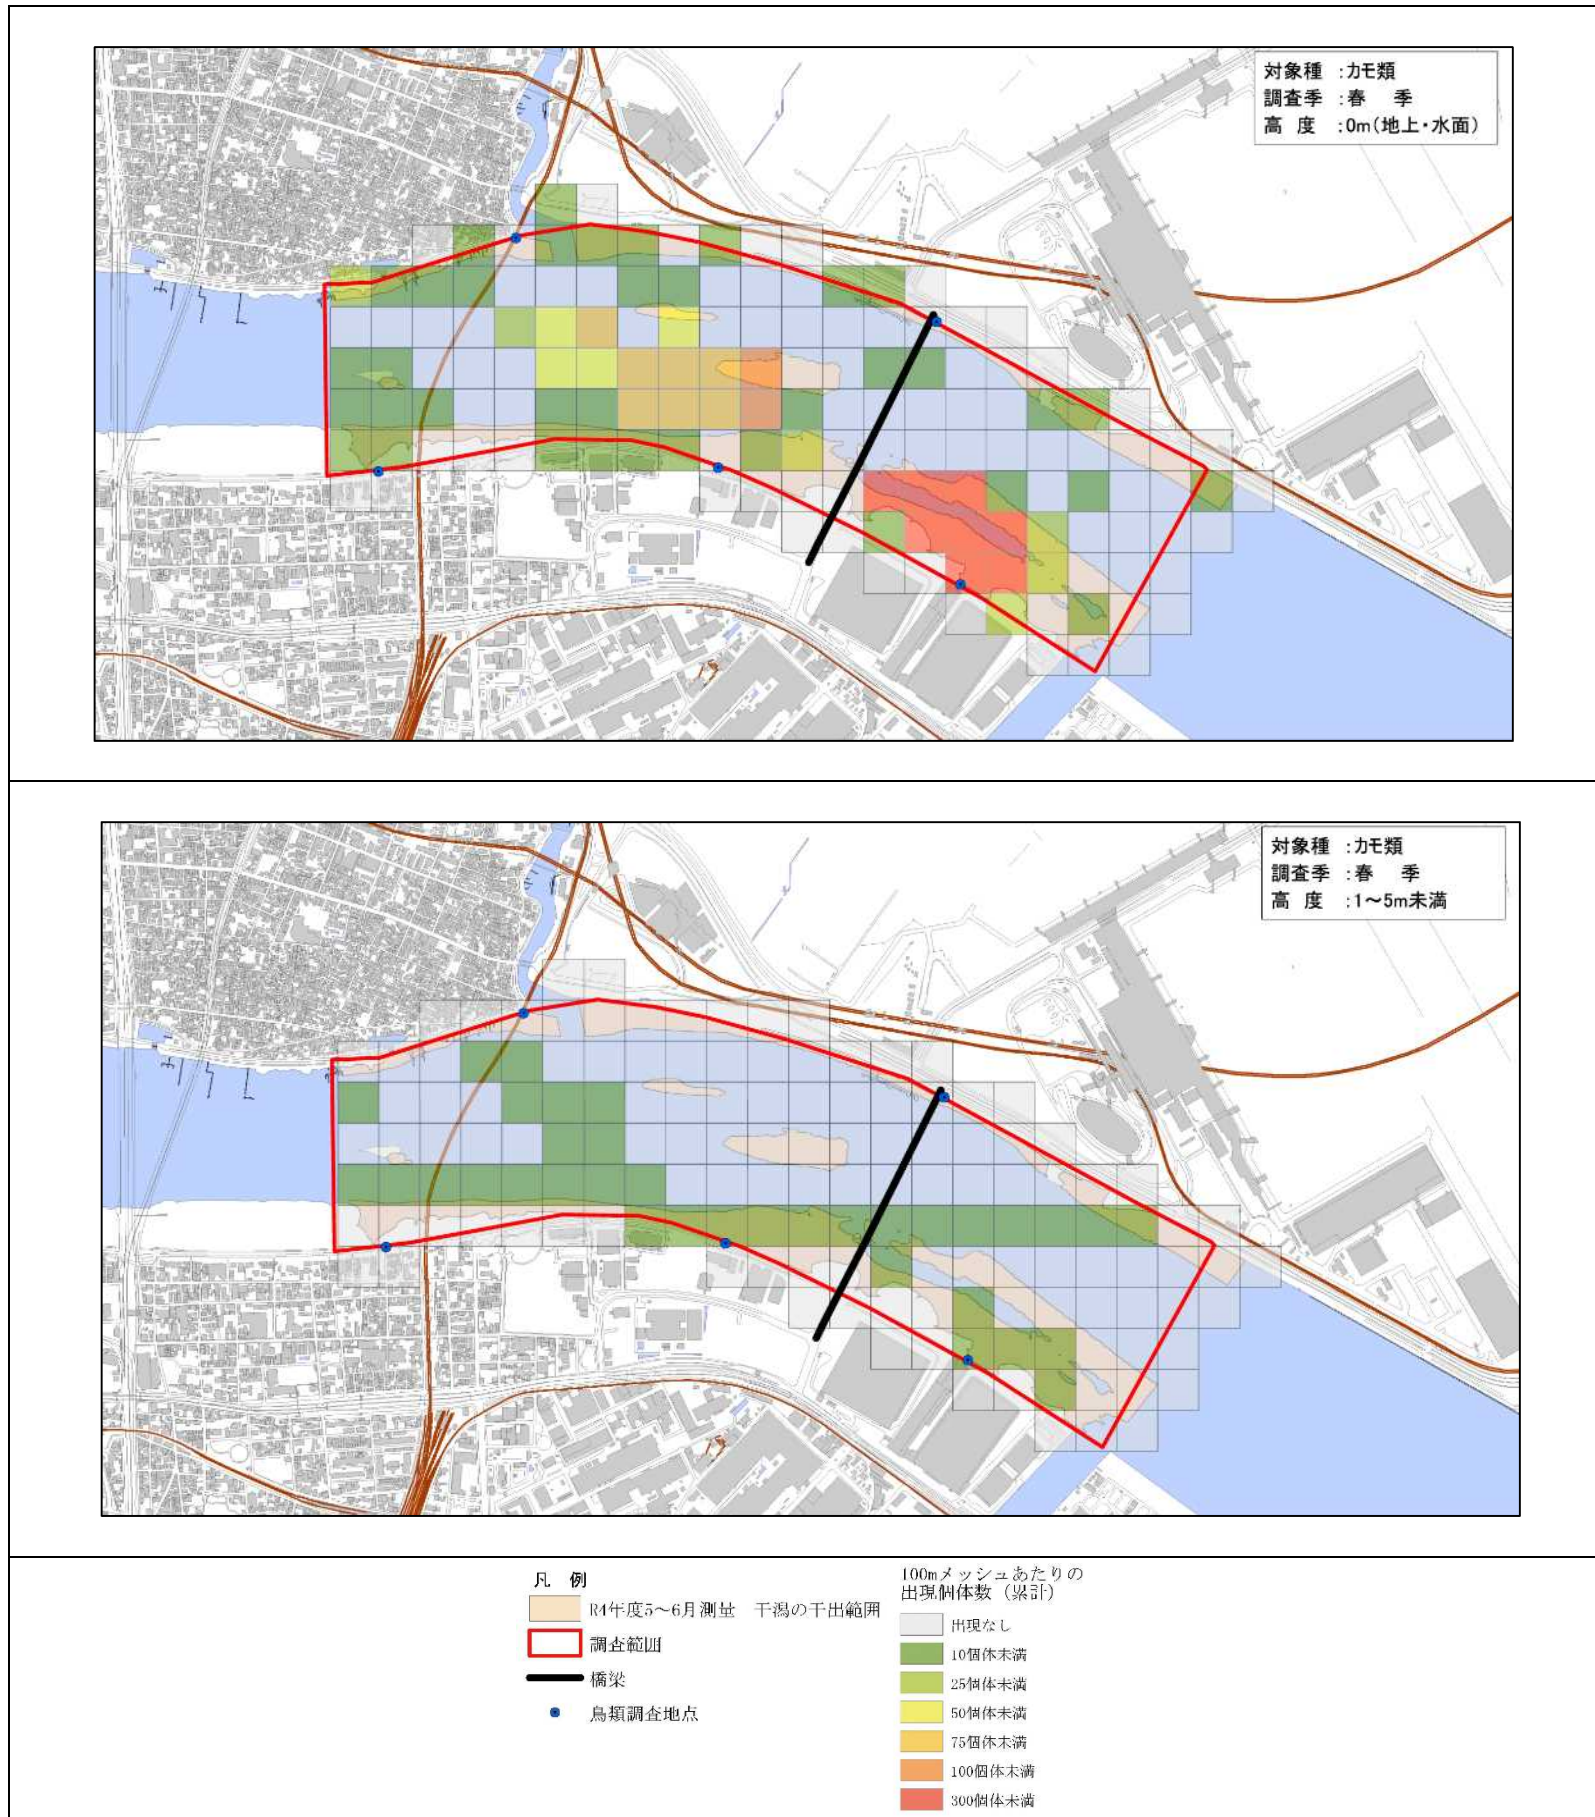 対象種 :カモ類
調査季 :春 季
高 度 :0m(地上・水面)
対象種 :カモ類
調査季 :春 季
高 度 :1～5m未満
凡 例
R4年度5～6月測量 干潟の干出範囲
調査範囲
橋梁
鳥類調査地点
100mメッシュあたりの
出現個体数（累計）
出現なし
10個体未満
25個体未満
50個体未満
75個体未満
100個体未満
300個体未満